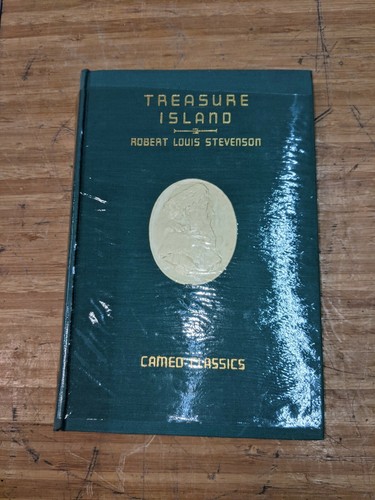 TREASURE
ISLAND
ROBERT LOUIS STEVENSON
CAMEO CLASSICS